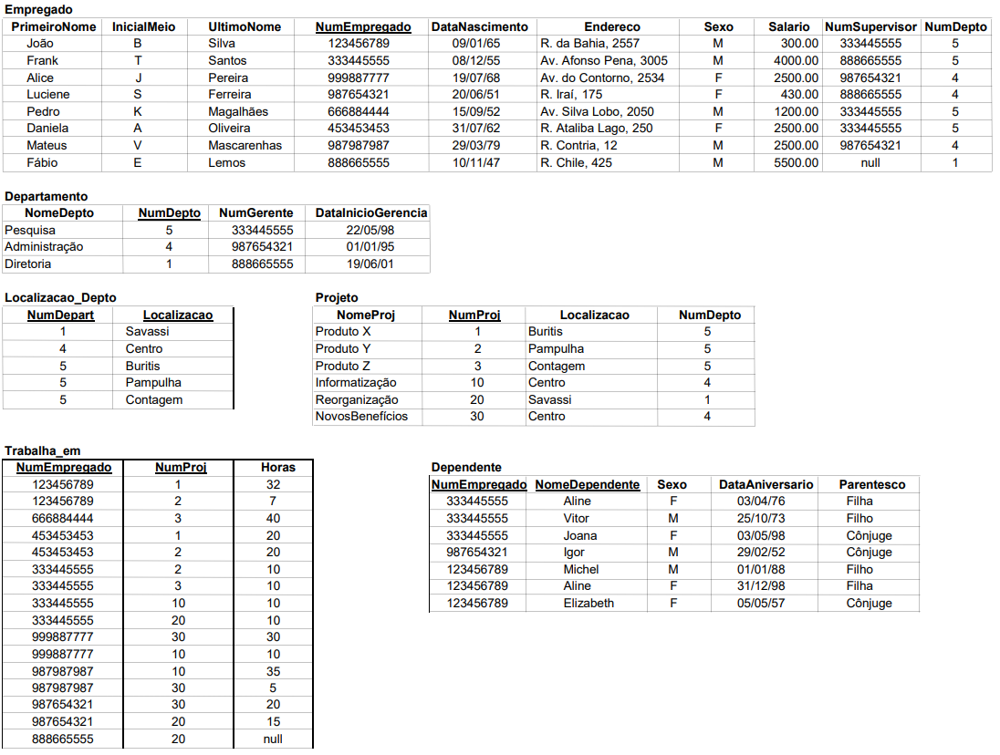 Empregado
PrimeiroNome InicialMeio UltimoNome NumEmpregado DataNascimento Endereco Sexo Salario NumSupervisor NumDepto
João B Silva 123456789 09/01/65 R. da Bahia, 2557 M 300.00 333445555 5
Frank T Santos 333445555 08/12/55 Av. Afonso Pena, 3005 M 4000.00 888665555 5
Alice J Pereira 999887777 19/07/68 Av. do Contorno, 2534 F 2500.00 987654321 4
Luciene S Ferreira 987654321 20/06/51 R. Iraí, 175 F 430.00 888665555 4
Pedro K Magalhães 666884444 15/09/52 Av. Silva Lobo, 2050 M 1200.00 333445555 5
Daniela A Oliveira 453453453 31/07/62 R. Ataliba Lago, 250 F 2500.00 333445555 5
Mateus V Mascarenhas 987987987 29/03/79 R. Contria, 12 M 2500.00 987654321 4
Fábio E Lemos 888665555 10/11/47 R. Chile, 425 M 5500.00 null 1
Departamento
NomeDepto NumDepto NumGerente DataInicioGerencia
Pesquisa 5 333445555 22/05/98
Administração 4 987654321 01/01/95
Diretoria 1 888665555 19/06/01
Localizacao_Depto
NumDepart Localizacao
1 Savassi
4 Centro
5 Buritis
5 Pampulha
5 Contagem
Projeto
NomeProj NumProj Localizacao NumDepto
Produto X 1 Buritis 5
Produto Y 2 Pampulha 5
Produto Z 3 Contagem 5
Informatização 10 Centro 4
Reorganização 20 Savassi 1
NovosBenefícios 30 Centro 4
Trabalha_em
NumEmpregado NumProj Horas
123456789 1 32
123456789 2 7
666884444 3 40
453453453 1 20
453453453 2 20
333445555 2 10
333445555 3 10
333445555 10 10
333445555 20 10
999887777 30 30
999887777 10 10
987987987 10 35
987987987 30 5
987654321 30 20
987654321 20 15
888665555 20 null
Dependente
NumEmpregado NomeDependente Sexo DataAniversario Parentesco
333445555 Aline F 03/04/76 Filha
333445555 Vitor M 25/10/73 Filho
333445555 Joana F 03/05/98 Cônjuge
987654321 Igor M 29/02/52 Cônjuge
123456789 Michel M 01/01/88 Filho
123456789 Aline F 31/12/98 Filha
123456789 Elizabeth F 05/05/57 Cônjuge